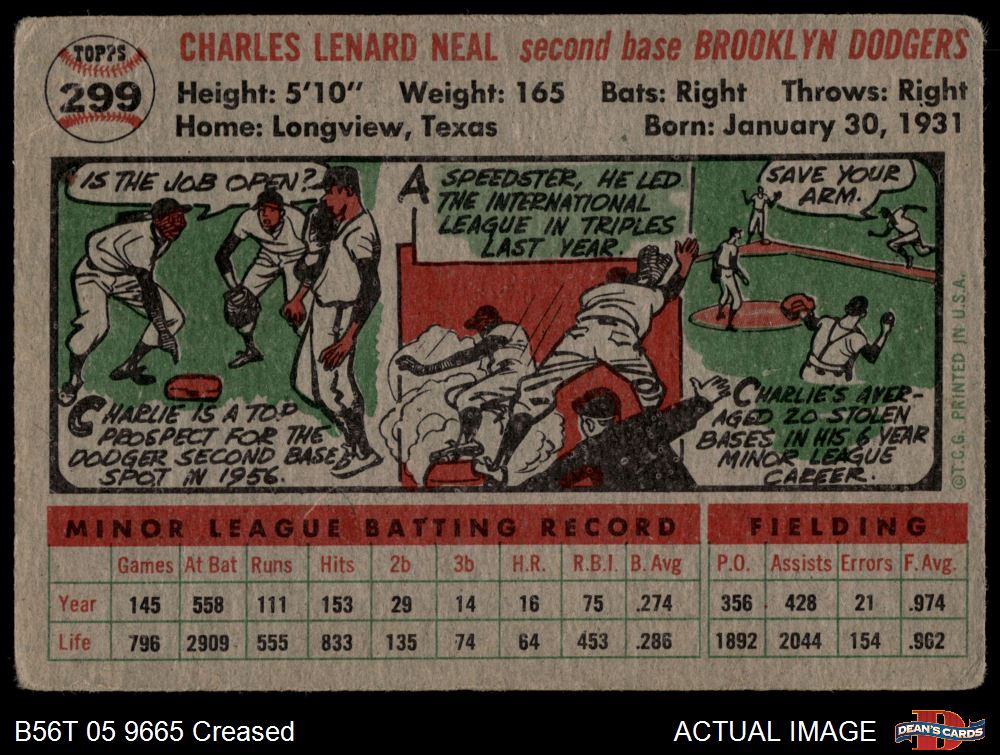 TOPPS
299
CHARLES LENARD NEAL second base BROOKLYN DODGERS
Height: 5'10" Weight: 165 Bats: Right Throws: Right
Home: Longview, Texas Born: January 30, 1931
IS THE JOB OPEN?
CHARLIE IS A TOP
PROSPECT FOR THE
DODGER SECOND BASE
SPOT IN 1956.
A SPEEDSTER, HE LED
THE INTERNATIONAL
LEAGUE IN TRIPLES
LAST YEAR.
SAVE YOUR
ARM.
CHARLIE'S AVER-
AGED 20 STOLEN
BASES IN HIS 6 YEAR
MINOR LEAGUE
CAREER.
©T.C.G. PRINTED IN U.S.A.
MINOR LEAGUE BATTING RECORD FIELDING
Games At Bat Runs Hits 2b 3b H.R. R.B.I. B. Avg P.O. Assists Errors F. Avg.
Year 145 558 111 153 29 14 16 75 .274 356 428 21 .974
Life 796 2909 555 833 135 74 64 453 .286 1892 2044 154 .962
B56T 05 9665 Creased
ACTUAL IMAGE
D
DEAN'S CARDS